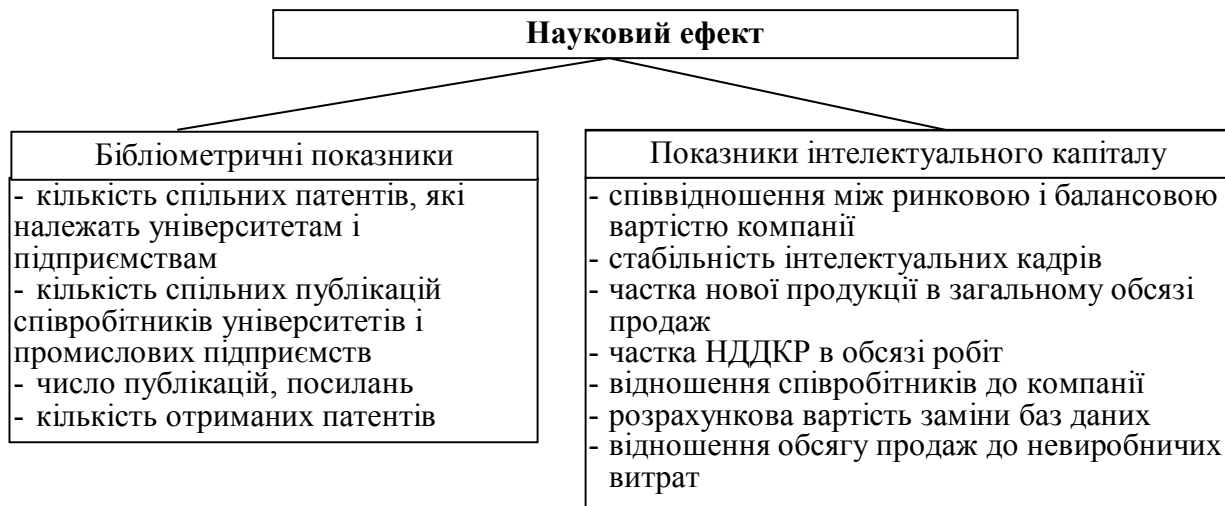 Науковий ефект
Бібліометричні показники
- кількість спільних патентів, які
належать університетам і
підприємствам
- кількість спільних публікацій
співробітників університетів і
промислових підприємств
- число публікацій, посилань
- кількість отриманих патентів
Показники інтелектуального капіталу
- співвідношення між ринковою і балансовою
вартістю компанії
- стабільність інтелектуальних кадрів
- частка нової продукції в загальному обсязі
продаж
- частка НДДКР в обсязі робіт
- відношення співробітників до компанії
- розрахункова вартість заміни баз даних
- відношення обсягу продаж до невиробничих
витрат